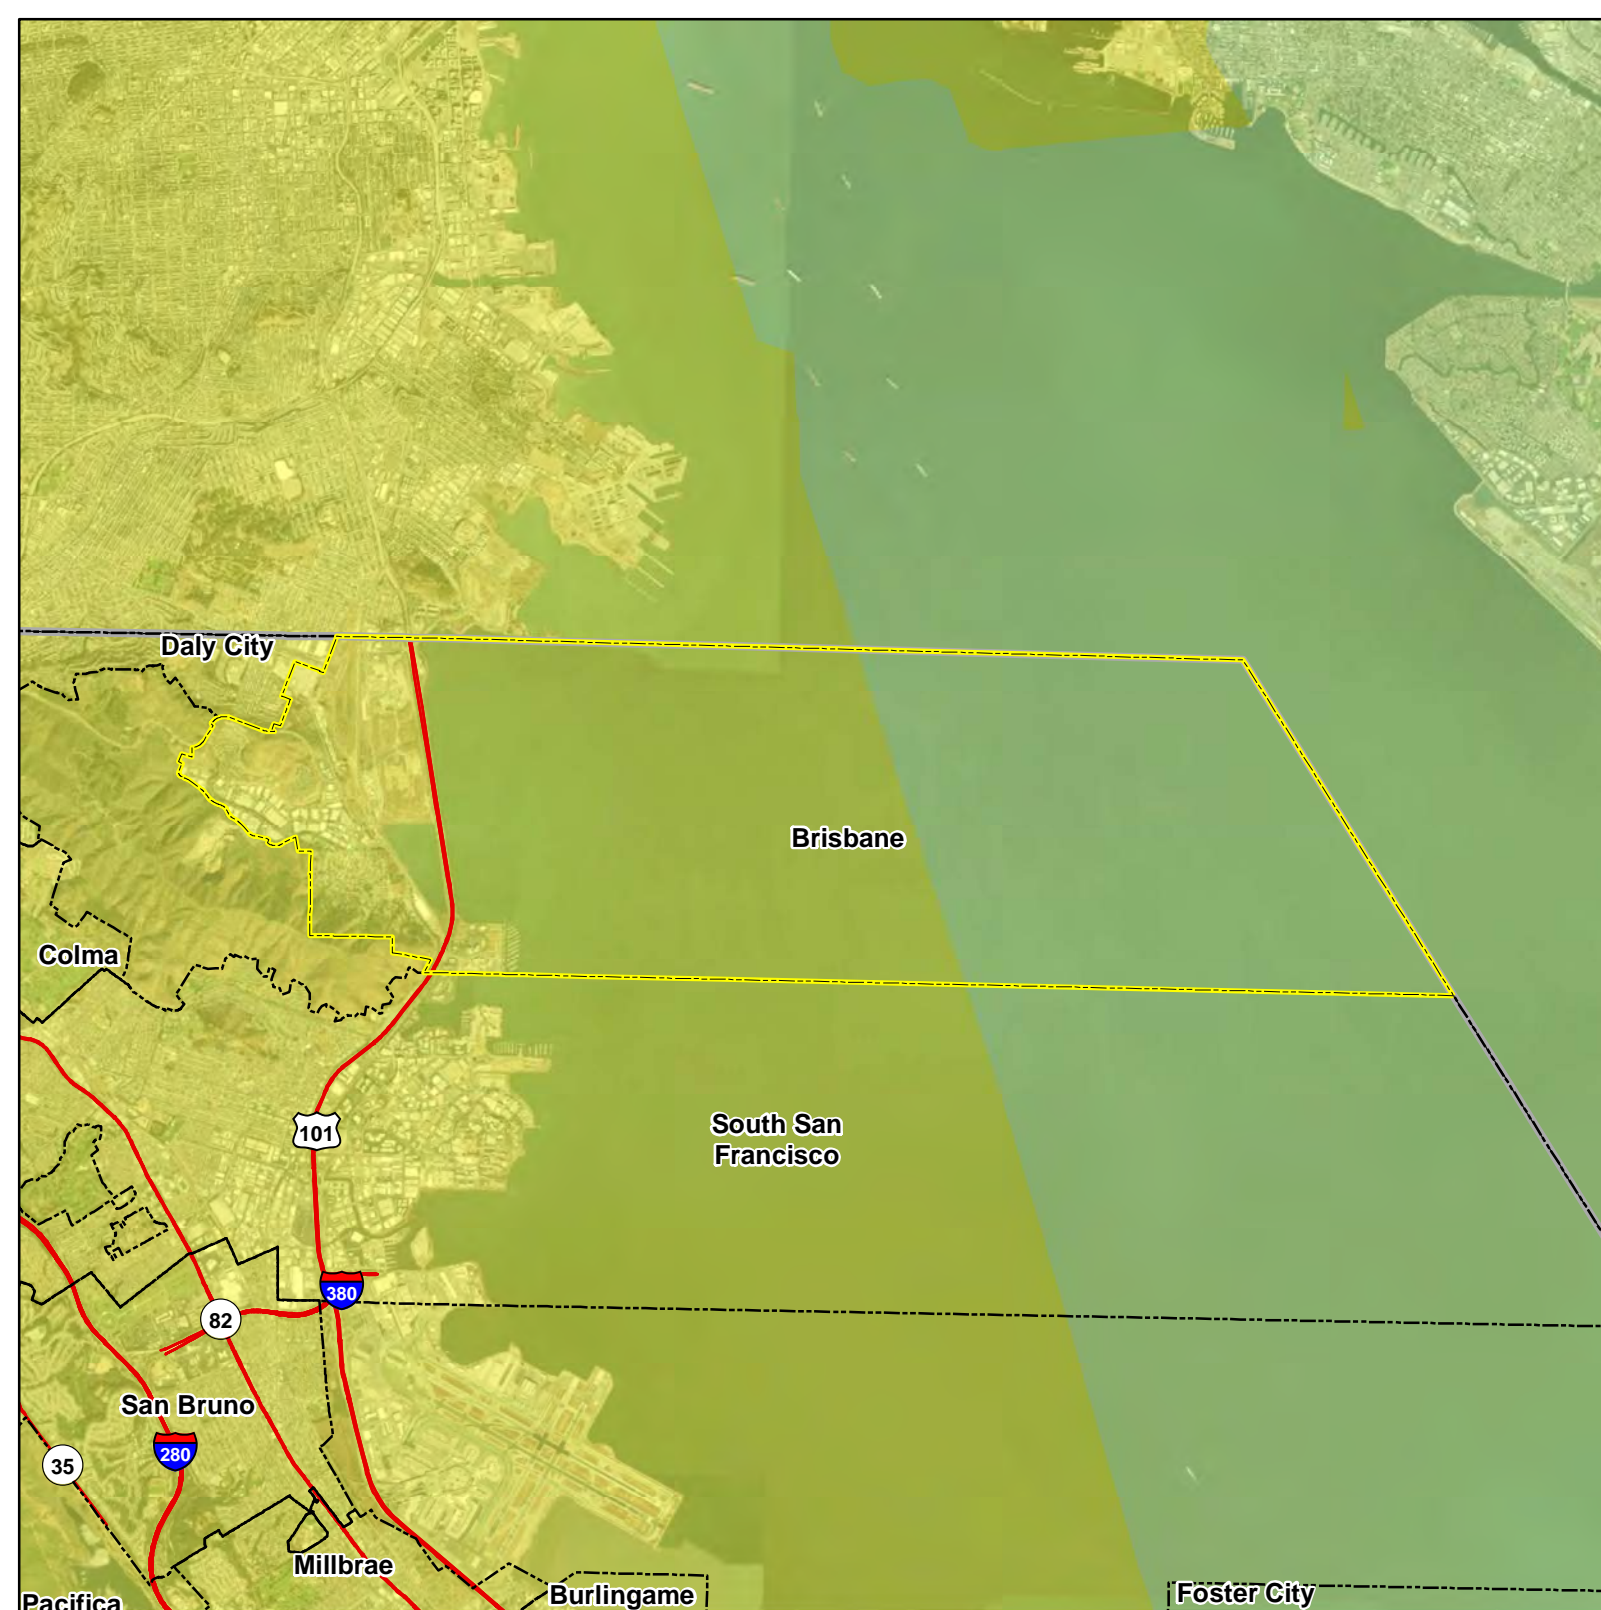 Daly City
Brisbane
Colma
South San
Francisco
101
380
82
San Bruno
280
35
Millbrae
Burlingame
Foster City
Pacifica